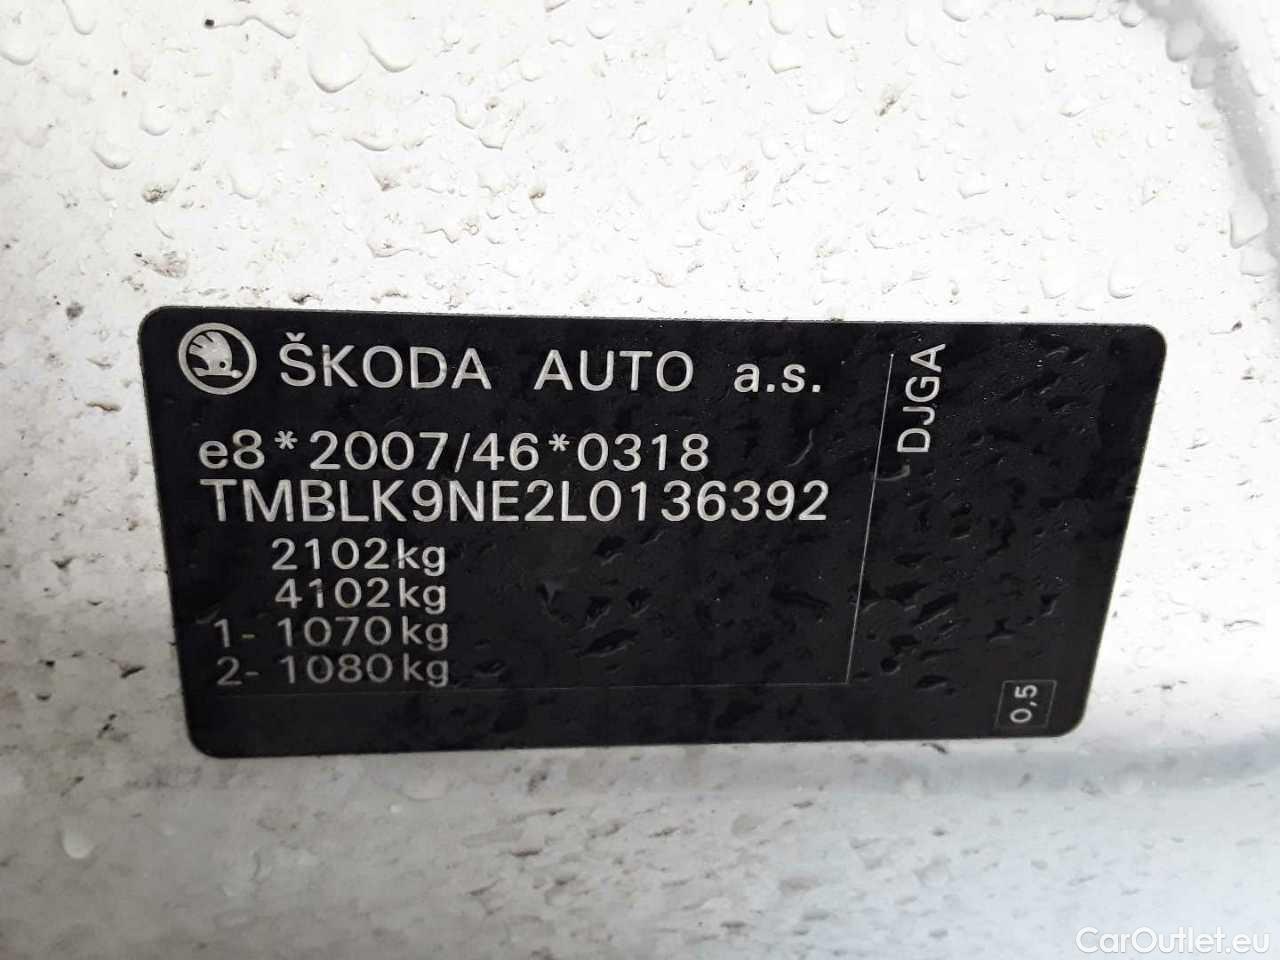 ŠKODA AUTO a.s.
e8*2007/46*0318
TMBLK9NE2L0136392
2102kg
4102kg
1- 1070kg
2- 1080kg
DJGA
0,5
CarOutlet.eu